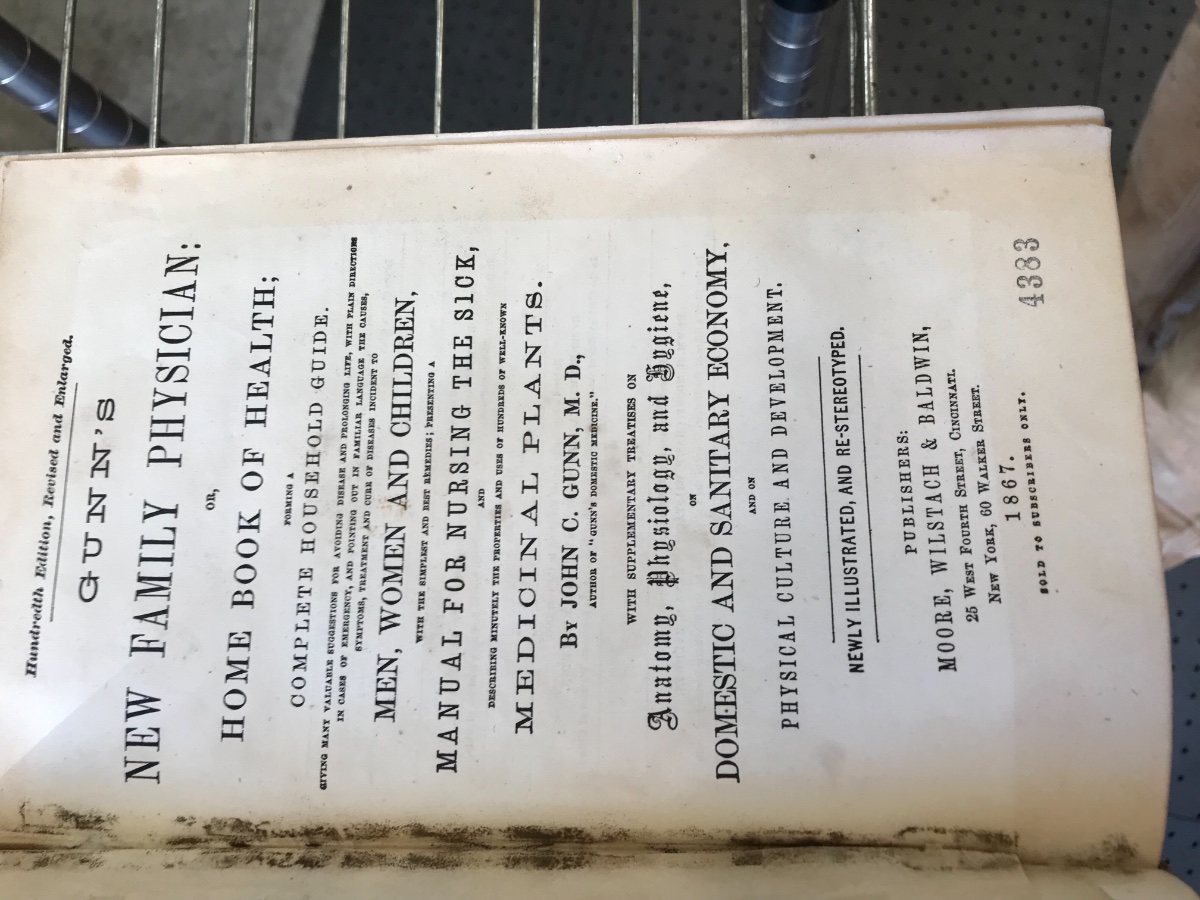 Hundredth Edition, Revised and Enlarged.
GUNN'S
NEW FAMILY PHYSICIAN:
OR,
HOME BOOK OF HEALTH;
FORMING A
COMPLETE HOUSEHOLD GUIDE.
GIVING MANY VALUABLE SUGGESTIONS FOR AVOIDING DISEASE AND PROLONGING LIFE, WITH PLAIN DIRECTIONS
IN CASES OF EMERGENCY, AND POINTING OUT IN FAMILIAR LANGUAGE THE CAUSES,
SYMPTOMS, TREATMENT AND CURE OF DISEASES INCIDENT TO
MEN, WOMEN AND CHILDREN,
WITH THE SIMPLEST AND BEST REMEDIES; PRESENTING A
MANUAL FOR NURSING THE SICK,
AND
DESCRIBING MINUTELY THE PROPERTIES AND USES OF HUNDREDS OF WELL-KNOWN
MEDICINAL PLANTS.
By JOHN C. GUNN, M. D.,
AUTHOR OF "GUNN'S DOMESTIC MEDICINE,"
WITH SUPPLEMENTARY TREATISES ON
Anatomy, Physiology, and Hygiene,
ON
DOMESTIC AND SANITARY ECONOMY,
AND ON
PHYSICAL CULTURE AND DEVELOPMENT.
NEWLY ILLUSTRATED, AND RE-STEREOTYPED.
PUBLISHERS:
MOORE, WILSTACH & BALDWIN,
25 WEST FOURTH STREET, CINCINNATI.
NEW YORK, 60 WALKER STREET.
1867.
SOLD TO SUBSCRIBERS ONLY.
4383